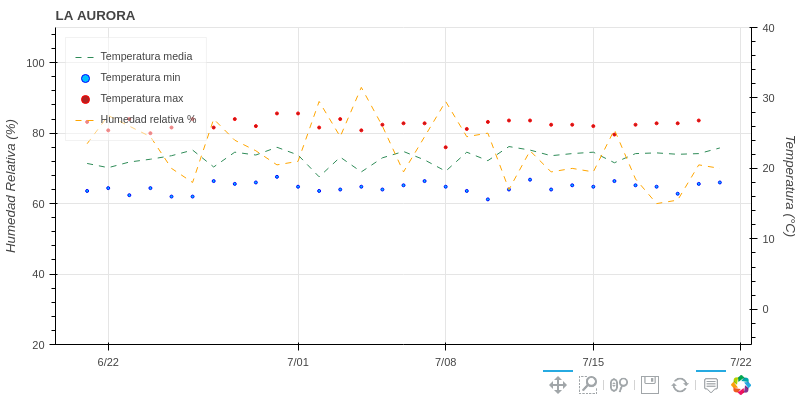 LA AURORA
Temperatura media
Temperatura min
Temperatura max
Humedad relativa %
Humedad Relativa (%)
100
80
60
40
20
40
30
20
10
0
Temperatura (°C)
6/22
7/01
7/08
7/15
7/22